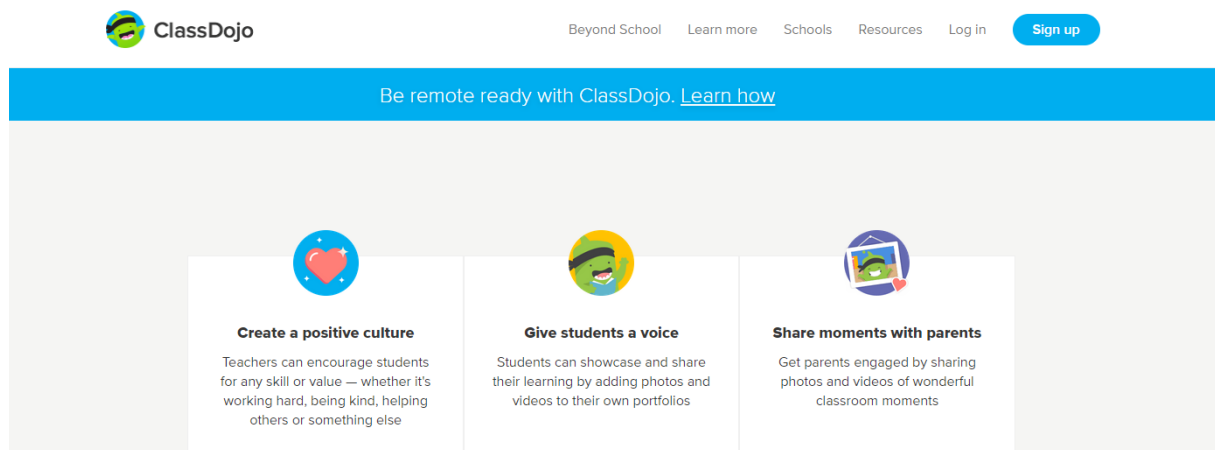 ClassDojo
Beyond School Learn more Schools Resources Log in Sign up
Be remote ready with ClassDojo. Learn how
Create a positive culture
Teachers can encourage students
for any skill or value — whether it's
working hard, being kind, helping
others or something else
Give students a voice
Students can showcase and share
their learning by adding photos and
videos to their own portfolios
Share moments with parents
Get parents engaged by sharing
photos and videos of wonderful
classroom moments